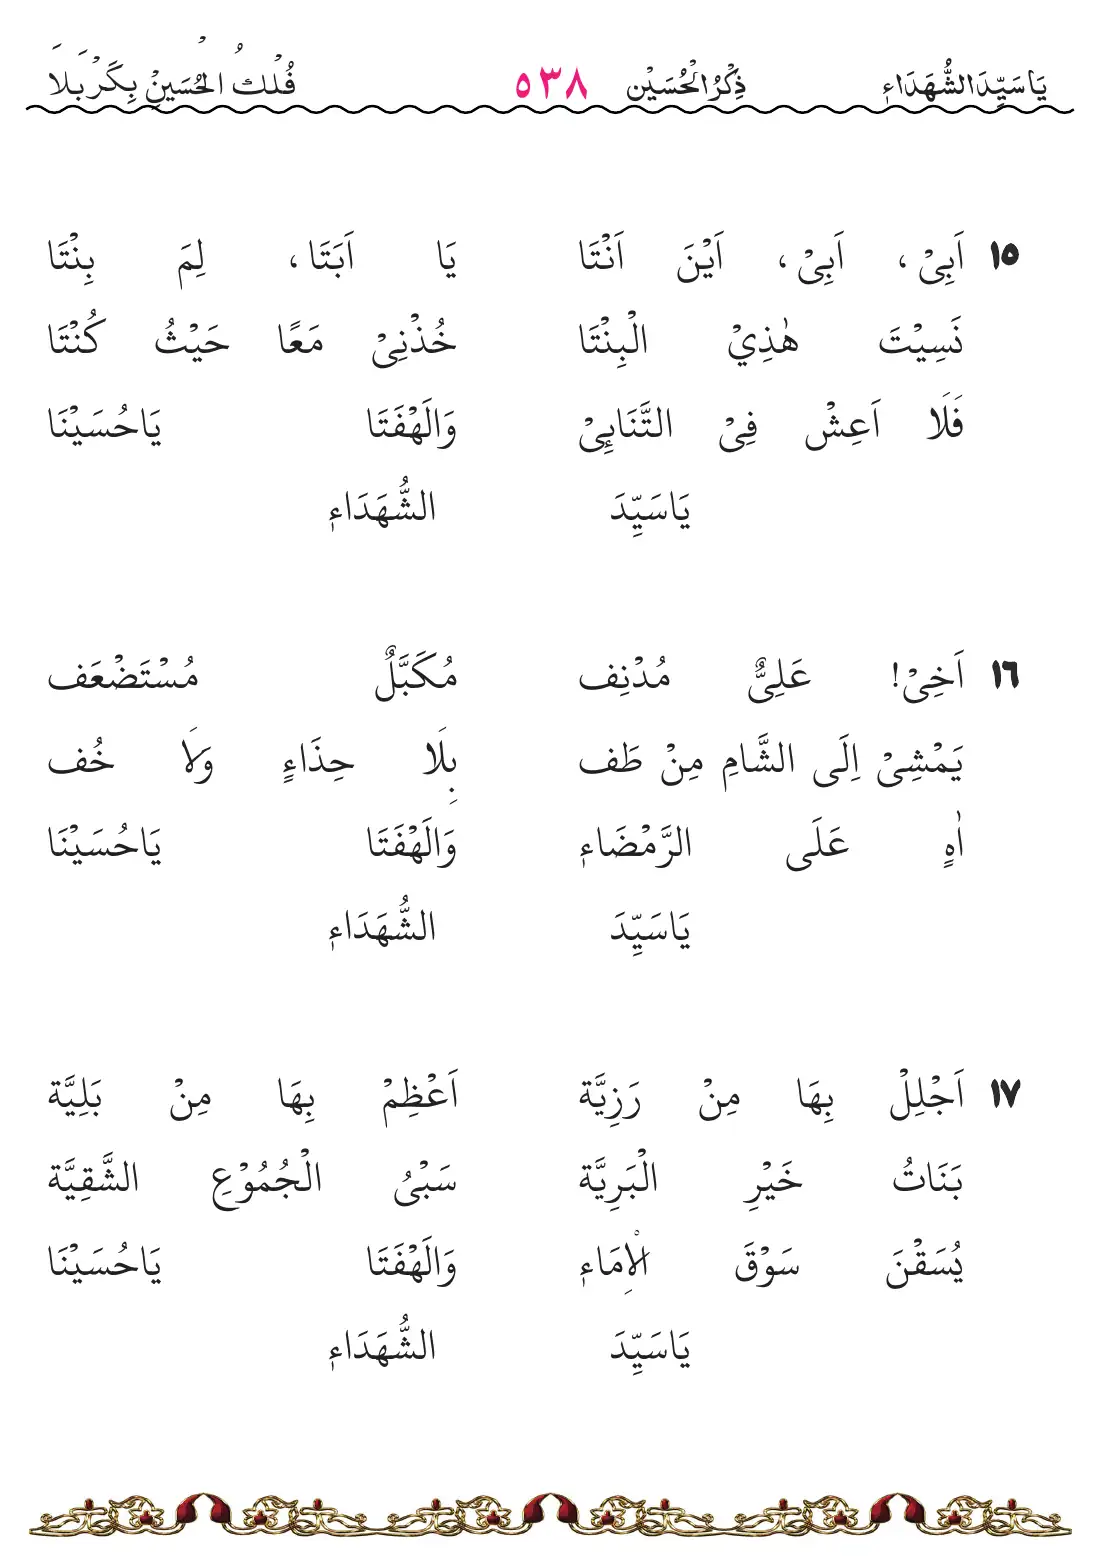 يَاسَيِّدَالشُّهَدَاءِ ذِكْرُالْحُسَيْن ٥٣٨ فُلْكُ الْحُسَيْنِ بِكَرْبَلَا
١٥ اَبِيْ، اَبِيْ، اَيْنَ اَنْتَا يَا اَبَتَا، لِمَ بِنْتَا
نَسِيْتَ هٰذِيْ الْبِنْتَا خُذْنِيْ مَعًا حَيْثُ كُنْتَا
فَلَا اَعِشْ فِيْ التَّنَائِيْ وَالَهْفَتَا يَاحُسَيْنَا
يَاسَيِّدَ الشُّهَدَاءِ
١٦ اَخِيْ! عَلِيٌّ مُدْنِف مُكَبَّلٌ مُسْتَضْعَف
يَمْشِيْ اِلَى الشَّامِ مِنْ طَف بِلَا حِذَاءٍ وَلَا خُف
اٰهٍ عَلَى الرَّمْضَاءِ وَالَهْفَتَا يَاحُسَيْنَا
يَاسَيِّدَ الشُّهَدَاءِ
١٧ اَجْلِلْ بِهَا مِنْ رَزِيَّة اَعْظِمْ بِهَا مِنْ بَلِيَّة
بَنَاتُ خَيْرِ الْبَرِيَّة سَبْيُ الْجُمُوْعِ الشَّقِيَّة
يُسَقْنَ سَوْقَ الْاِمَاءِ وَالَهْفَتَا يَاحُسَيْنَا
يَاسَيِّدَ الشُّهَدَاءِ